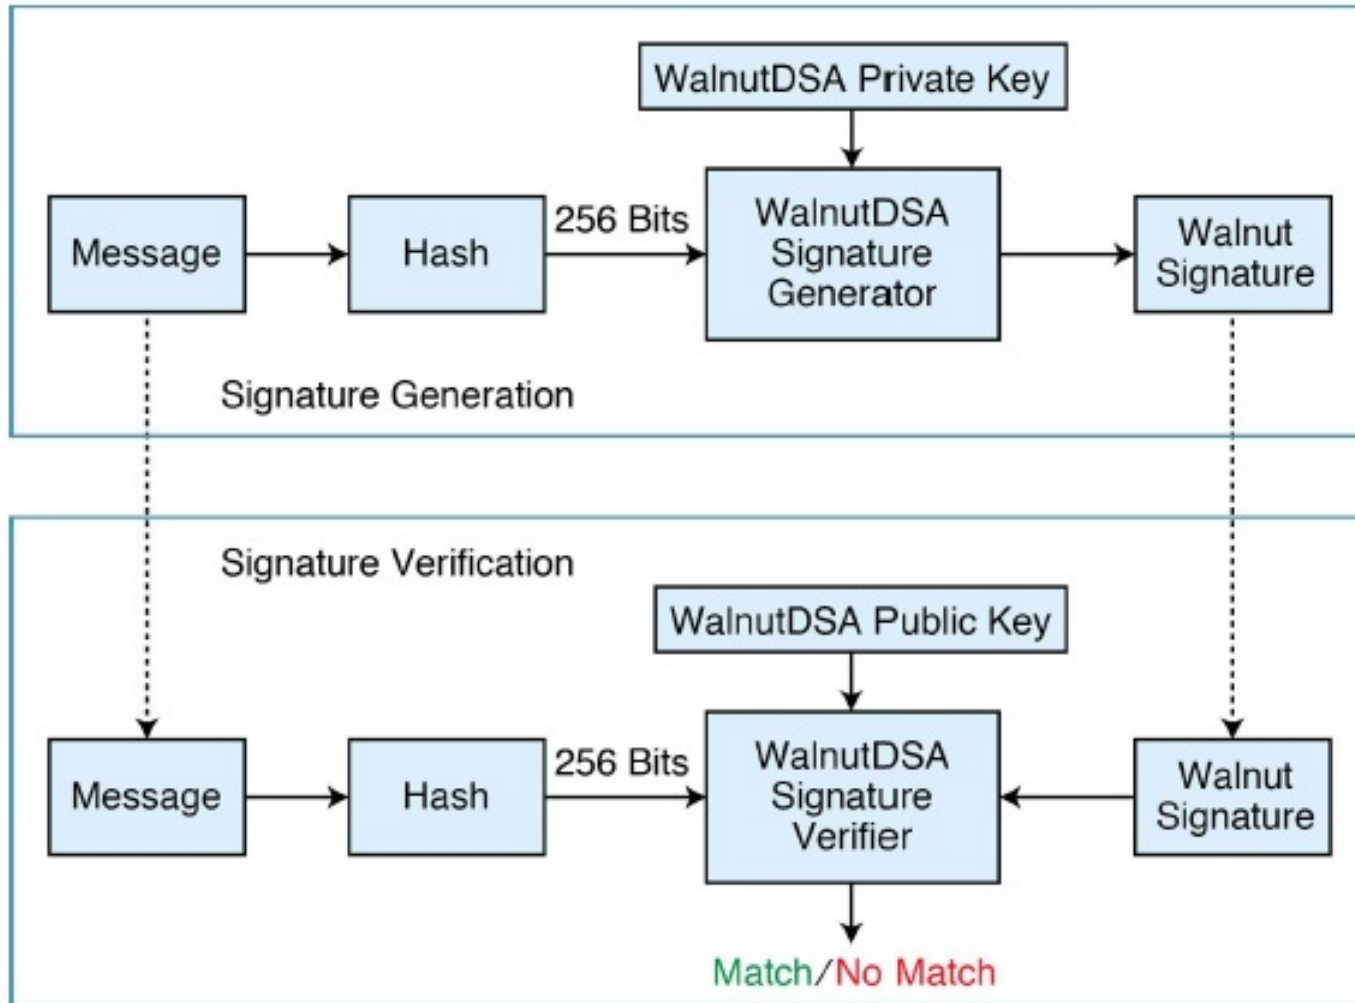 WalnutDSA Private Key
Message
Hash
256 Bits
WalnutDSA
Signature
Generator
Walnut
Signature
Signature Generation
Signature Verification
WalnutDSA Public Key
Message
Hash
256 Bits
WalnutDSA
Signature
Verifier
Walnut
Signature
Match/No Match